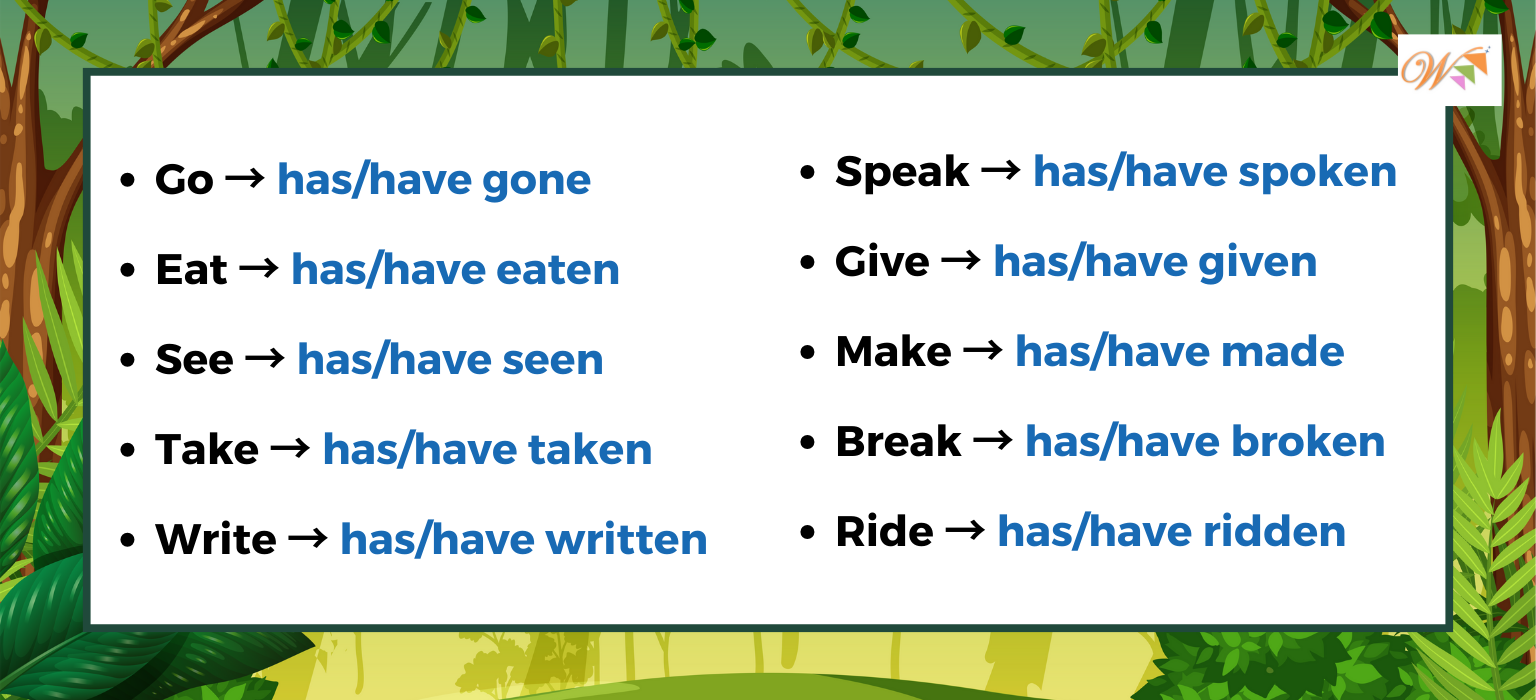 W
• Go → has/have gone
• Eat → has/have eaten
• See → has/have seen
• Take → has/have taken
• Write → has/have written
• Speak → has/have spoken
• Give → has/have given
• Make → has/have made
• Break → has/have broken
• Ride → has/have ridden